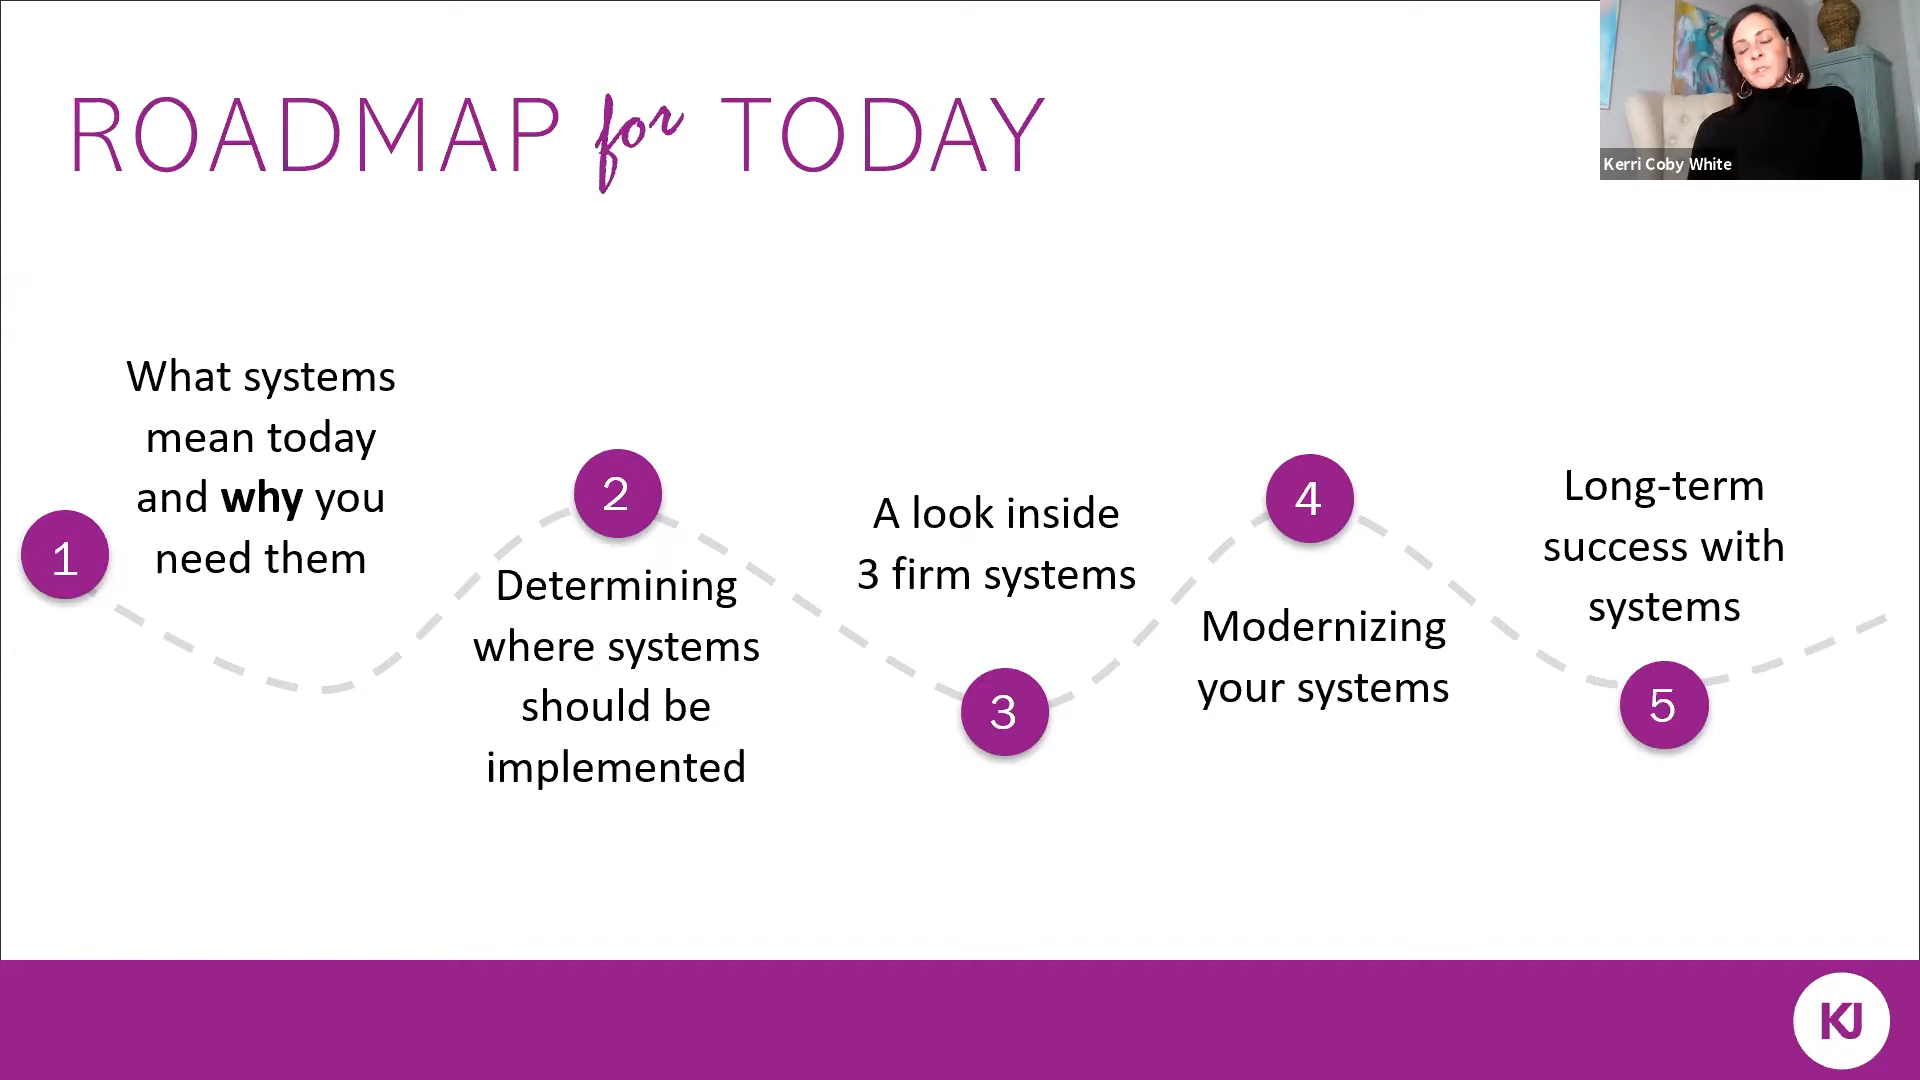 ROADMAP for TODAY
Kerri Coby White
1
What systems
mean today
and why you
need them
2
Determining
where systems
should be
implemented
A look inside
3 firm systems
3
4
Modernizing
your systems
Long-term
success with
systems
5
KJ